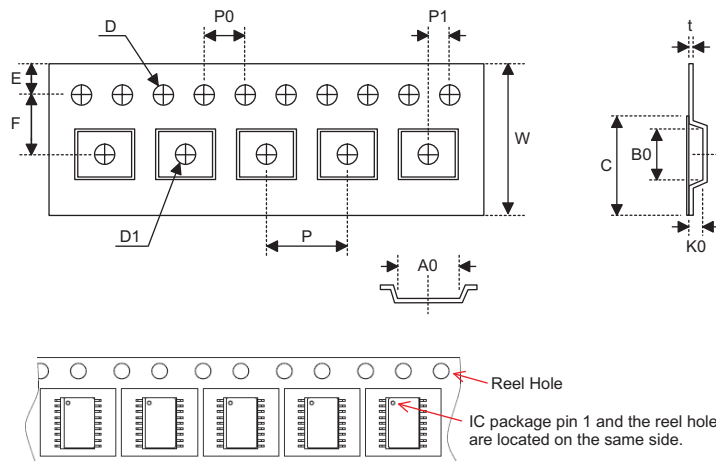 D
P0
P1
t
E
F
W
C
B0
D1
P
K0
A0
Reel Hole
IC package pin 1 and the reel hole
are located on the same side.